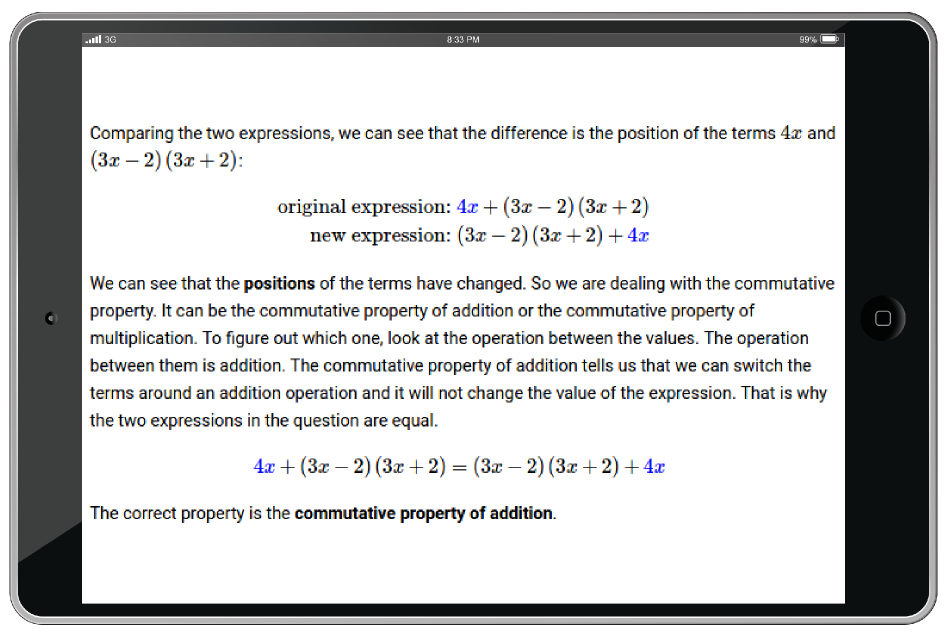 3G 8:33 PM 99%
Comparing the two expressions, we can see that the difference is the position of the terms 4x and
(3x − 2)(3x + 2):
original expression: 4x + (3x − 2)(3x + 2)
new expression: (3x − 2)(3x + 2) + 4x
We can see that the positions of the terms have changed. So we are dealing with the commutative
property. It can be the commutative property of addition or the commutative property of
multiplication. To figure out which one, look at the operation between the values. The operation
between them is addition. The commutative property of addition tells us that we can switch the
terms around an addition operation and it will not change the value of the expression. That is why
the two expressions in the question are equal.
4x + (3x − 2)(3x + 2) = (3x − 2)(3x + 2) + 4x
The correct property is the commutative property of addition.